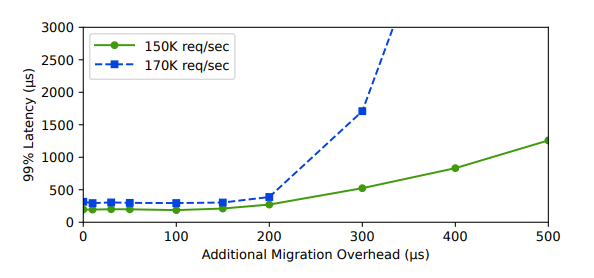 3000
2500
2000
1500
1000
500
0
99% Latency (μs)
150K req/sec
170K req/sec
0 100 200 300 400 500
Additional Migration Overhead (μs)